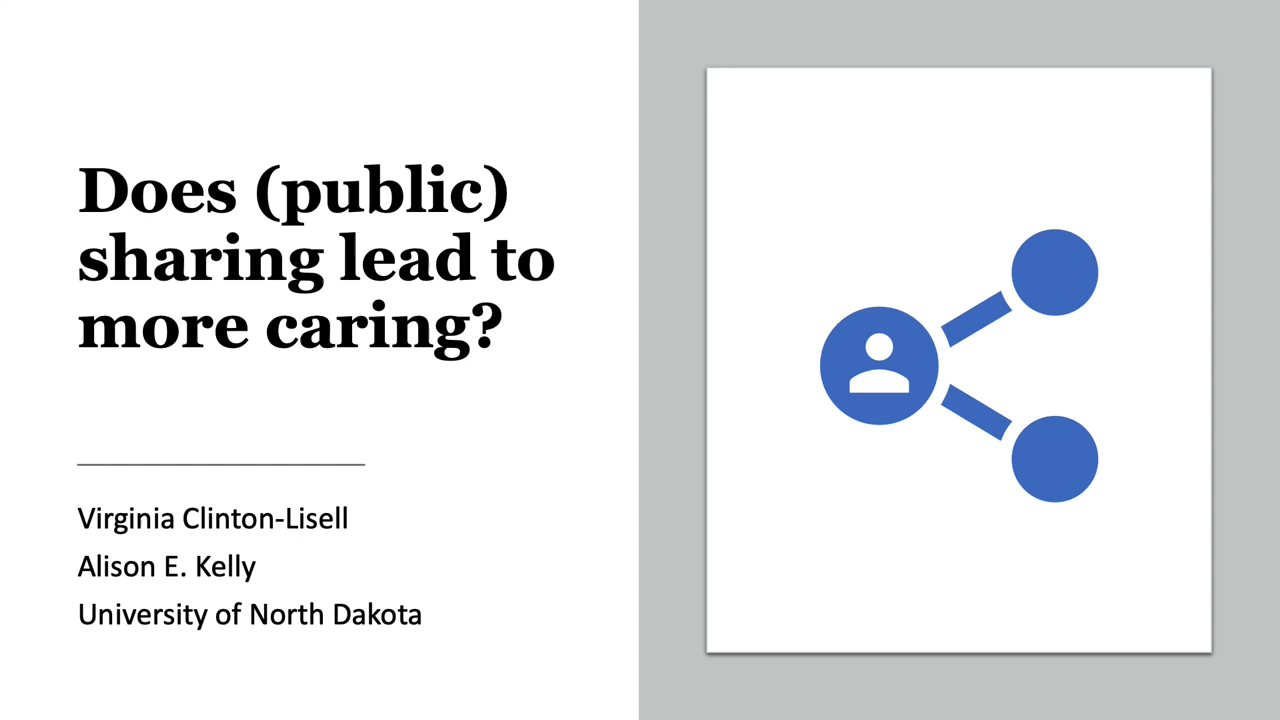 Does (public)
sharing lead to
more caring?
Virginia Clinton-Lisell
Alison E. Kelly
University of North Dakota